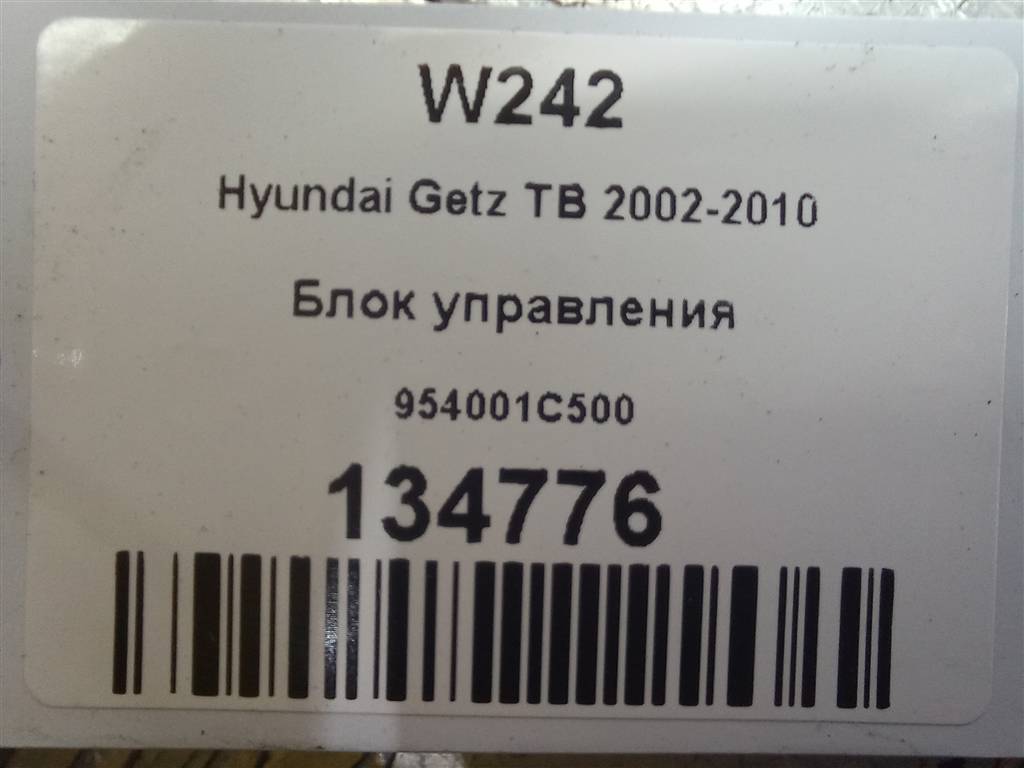 W242
Hyundai Getz TB 2002-2010
Блок управления
954001C500
134776